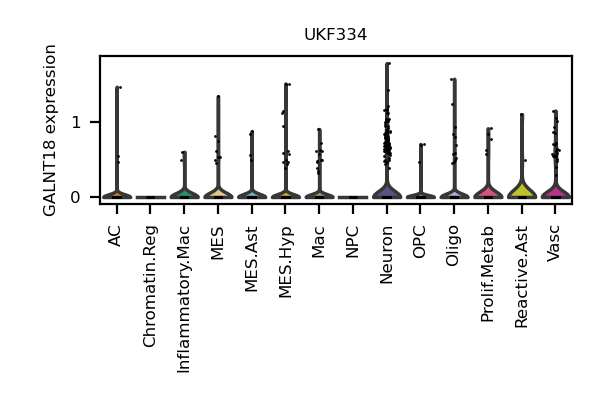 UKF334
GALNT18 expression
1
0
AC
Chromatin.Reg
Inflammatory.Mac
MES
MES.Ast
MES.Hyp
Mac
NPC
Neuron
OPC
Oligo
Prolif.Metab
Reactive.Ast
Vasc